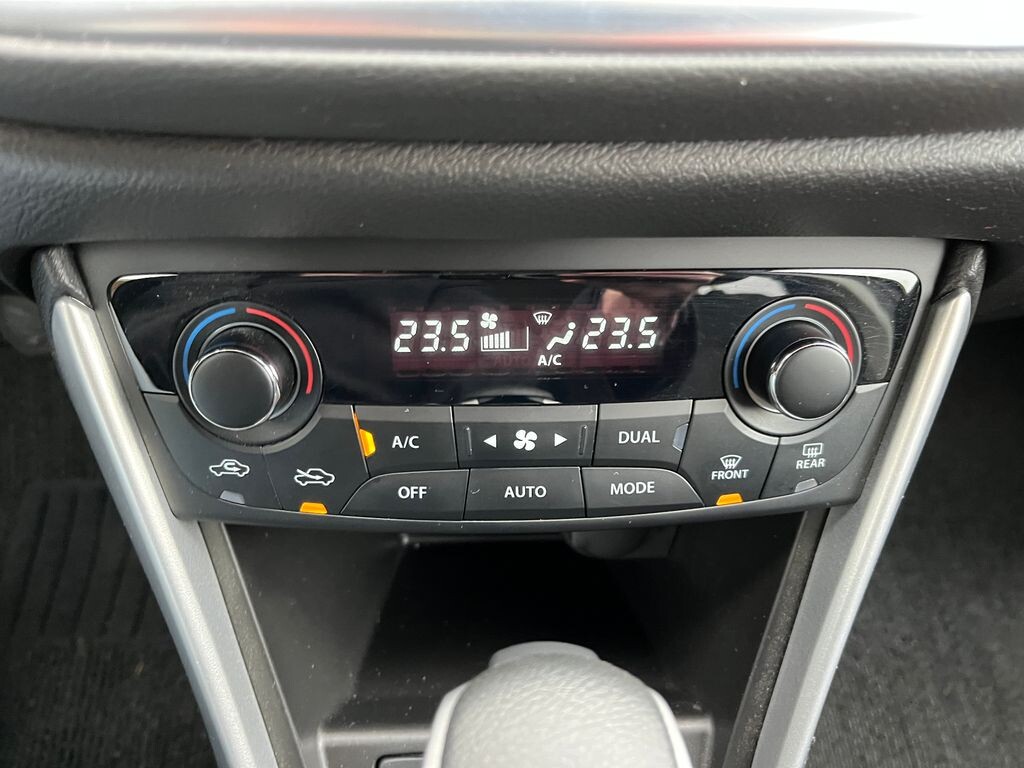 23.5 23.5
A/C
A/C DUAL
FRONT REAR
OFF AUTO MODE